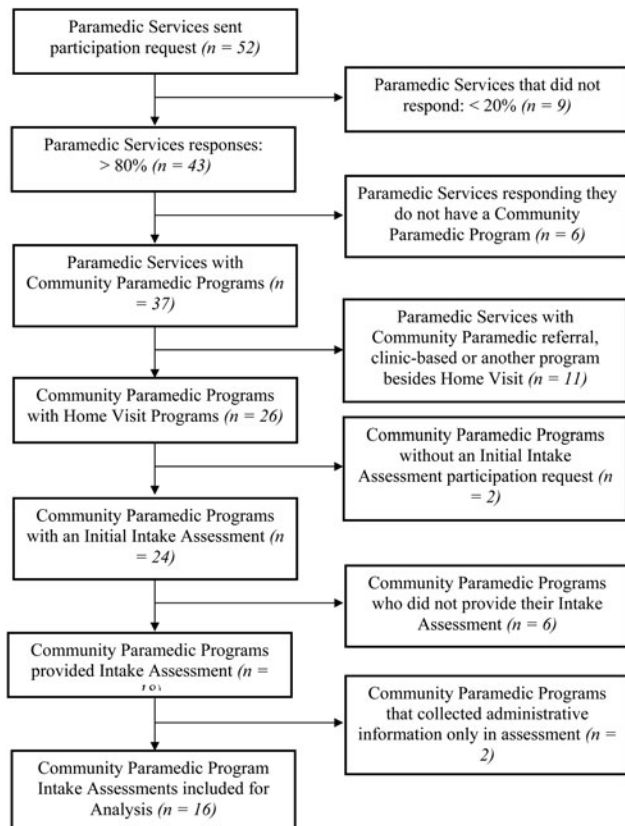 Paramedic Services sent
participation request (n = 52)
Paramedic Services that did not
respond: < 20% (n = 9)
Paramedic Services responses:
> 80% (n = 43)
Paramedic Services responding they
do not have a Community
Paramedic Program (n = 6)
Paramedic Services with
Community Paramedic Programs (n
= 37)
Paramedic Services with
Community Paramedic referral,
clinic-based or another program
besides Home Visit (n = 11)
Community Paramedic Programs
with Home Visit Programs (n = 26)
Community Paramedic Programs
without an Initial Intake
Assessment participation request (n
= 2)
Community Paramedic Programs
with an Initial Intake Assessment (n
= 24)
Community Paramedic Programs
who did not provide their Intake
Assessment (n = 6)
Community Paramedic Programs
provided Intake Assessment (n =
Community Paramedic Programs
that collected administrative
information only in assessment (n =
2)
Community Paramedic Program
Intake Assessments included for
Analysis (n = 16)